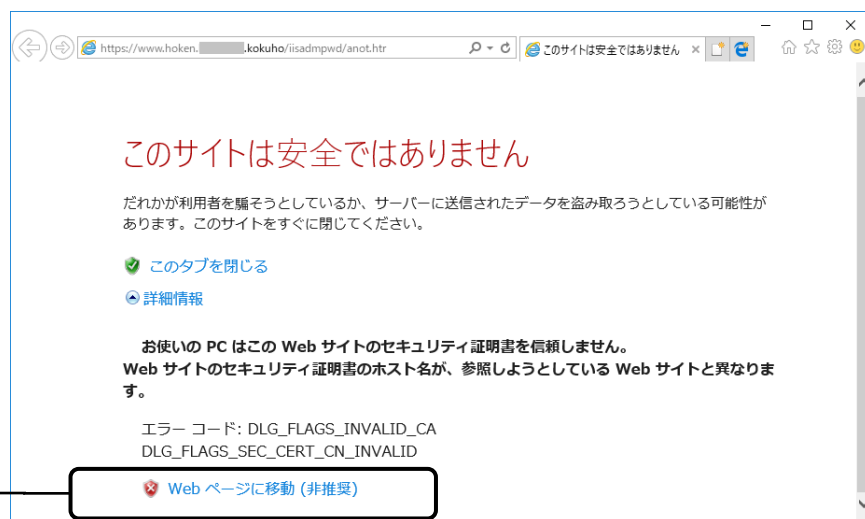 https://www.hoken. .kokuho/iisadmpwd/anot.htr
このサイトは安全ではありません
このサイトは安全ではありません
だれかが利用者を騙そうとしているか、サーバーに送信されたデータを盗み取ろうとしている可能性が
あります。このサイトをすぐに閉じてください。
このタブを閉じる
詳細情報
お使いの PC はこの Web サイトのセキュリティ証明書を信頼しません。
Web サイトのセキュリティ証明書のホスト名が、参照しようとしている Web サイトと異なりま
す。
エラー コード: DLG_FLAGS_INVALID_CA
DLG_FLAGS_SEC_CERT_CN_INVALID
Web ページに移動 (非推奨)